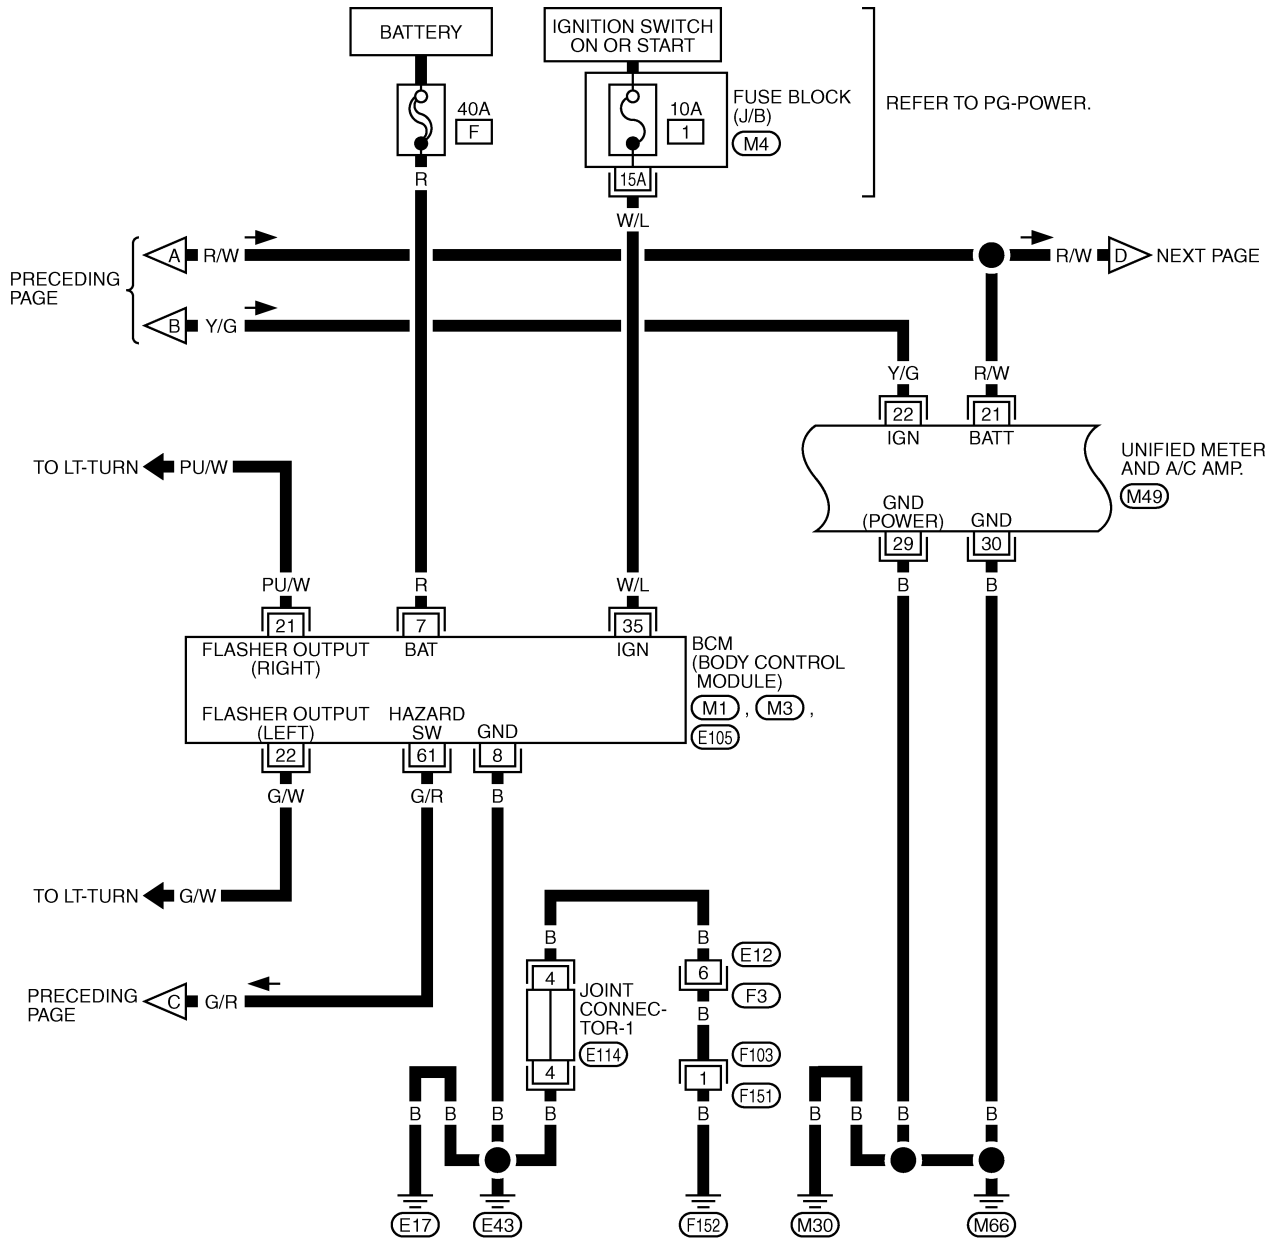 BATTERY
IGNITION SWITCH
ON OR START
40A
F
10A
1
FUSE BLOCK
(J/B)
M4
REFER TO PG-POWER.
R
15A
W/L
PRECEDING
PAGE
A
R/W
R/W
D
NEXT PAGE
B
Y/G
Y/G
R/W
22
21
IGN
BATT
UNIFIED METER
AND A/C AMP.
M49
GND
(POWER)
GND
29
30
B
B
TO LT-TURN
PU/W
PU/W
R
W/L
21
7
35
FLASHER OUTPUT
(RIGHT)
BAT
IGN
BCM
(BODY CONTROL
MODULE)
M1 , M3 ,
E105
FLASHER OUTPUT
(LEFT)
HAZARD
SW
GND
22
61
8
G/W
G/R
B
TO LT-TURN
G/W
B
B
E12
4
6
F3
PRECEDING
PAGE
C
G/R
JOINT
CONNEC-
TOR-1
E114
B
4
F103
1
F151
B
B
B
B
B
B
B
B
B
E17
E43
F152
M30
M66